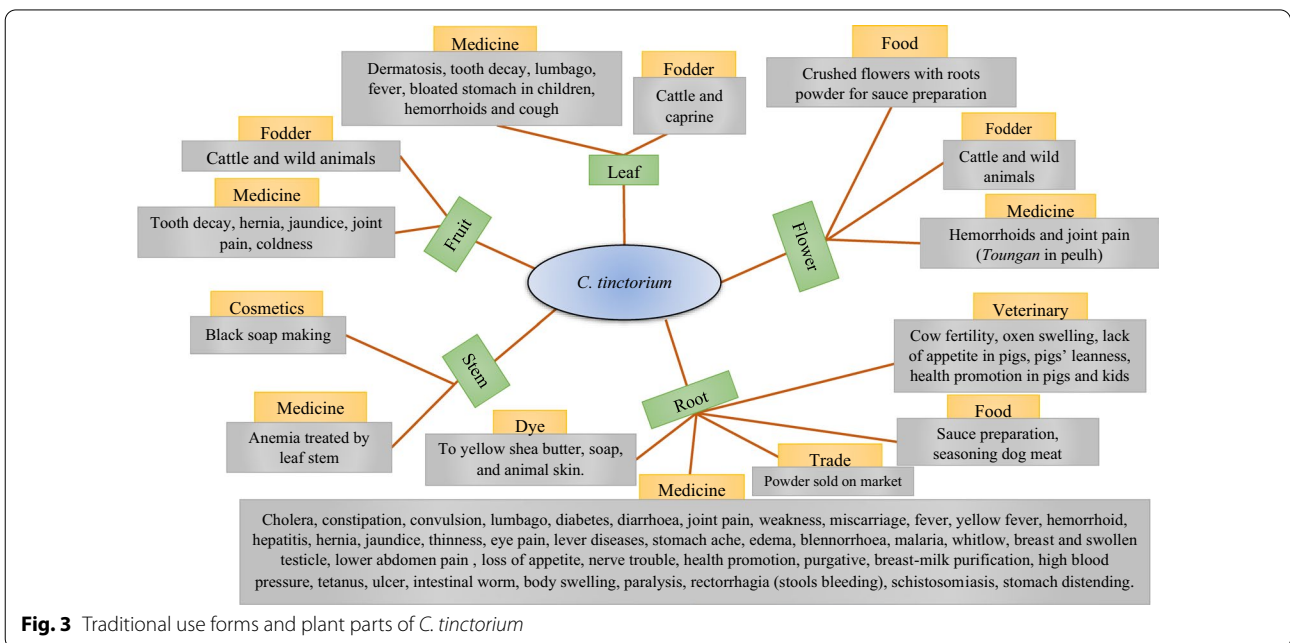 Medicine
Dermatosis, tooth decay, lumbago,
fever, bloated stomach in children,
hemorrhoids and cough
Fodder
Cattle and
caprine
Leaf
Food
Crushed flowers with roots
powder for sauce preparation
Fodder
Cattle and wild
animals
Medicine
Hemorrhoids and joint pain
(Toungan in peulh)
Flower
Fodder
Cattle and wild animals
Medicine
Tooth decay, hernia, jaundice, joint
pain, coldness
Fruit
C. tinctorium
Cosmetics
Black soap making
Medicine
Anemia treated by
leaf stem
Stem
Root
Veterinary
Cow fertility, oxen swelling, lack
of appetite in pigs, pigs’ leanness,
health promotion in pigs and kids
Food
Sauce preparation,
seasoning dog meat
Trade
Powder sold on market
Dye
To yellow shea butter, soap,
and animal skin.
Medicine
Cholera, constipation, convulsion, lumbago, diabetes, diarrhoea, joint pain, weakness, miscarriage, fever, yellow fever, hemorrhoid,
hepatitis, hernia, jaundice, thinness, eye pain, lever diseases, stomach ache, edema, blennorrhoea, malaria, whitlow, breast and swollen
testicle, lower abdomen pain , loss of appetite, nerve trouble, health promotion, purgative, breast-milk purification, high blood
pressure, tetanus, ulcer, intestinal worm, body swelling, paralysis, rectorrhagia (stools bleeding), schistosomiasis, stomach distending.
Fig. 3 Traditional use forms and plant parts of C. tinctorium